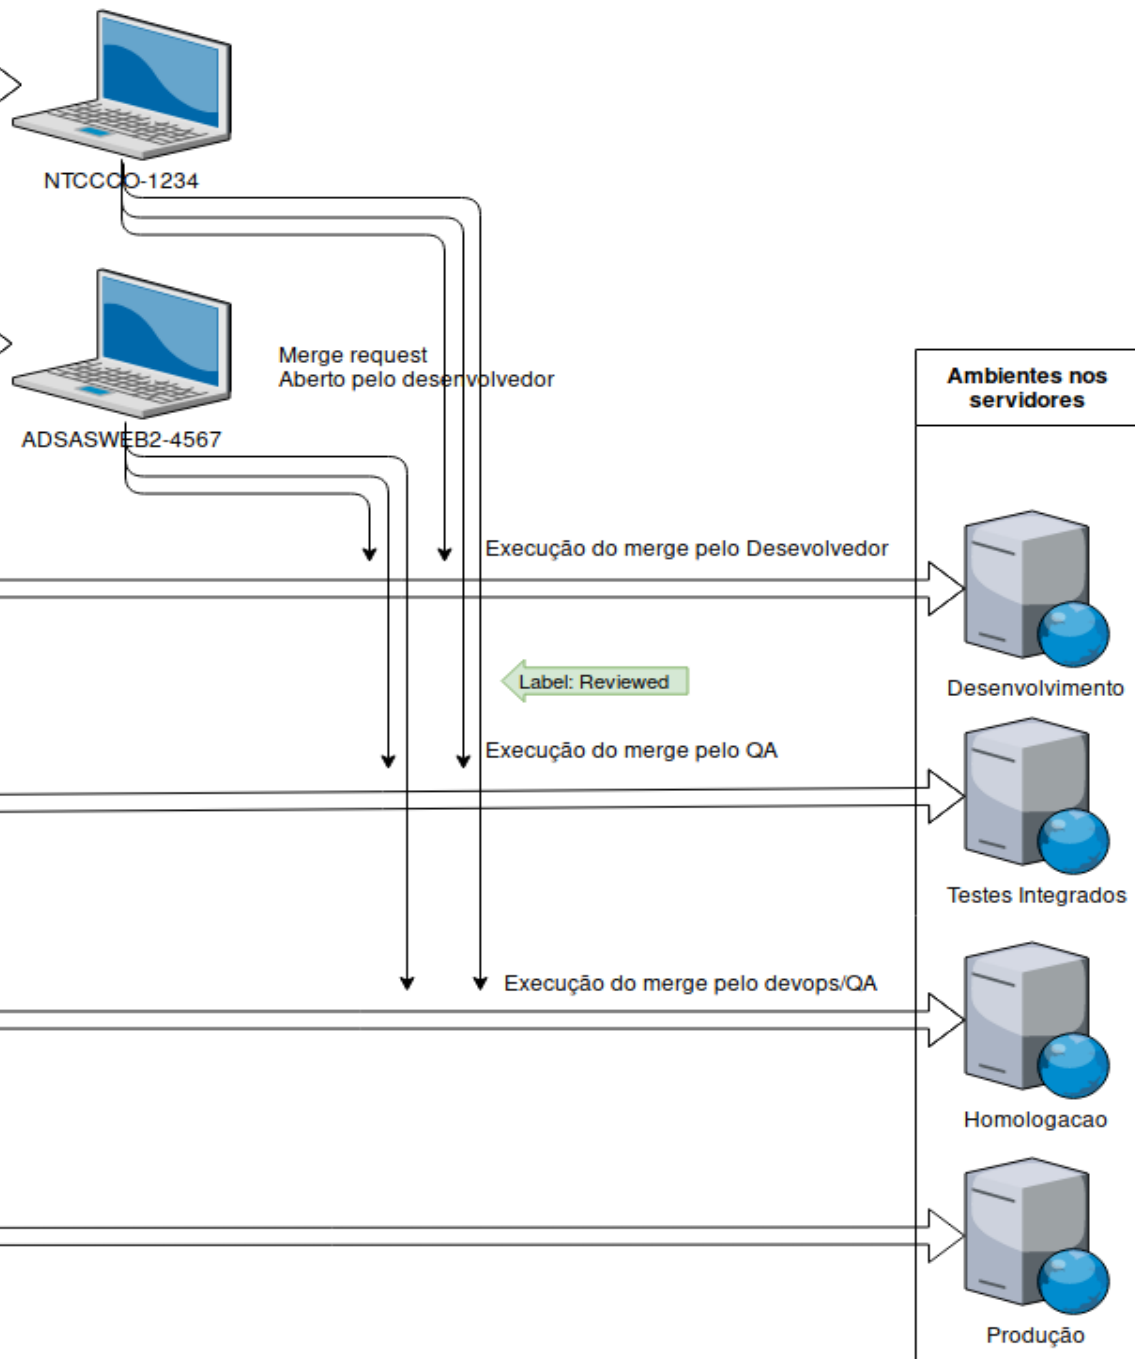 NTCCCO-1234
Merge request
Aberto pelo desenvolvedor
Ambientes nos
servidores
ADSASWEB2-4567
Execução do merge pelo Desevolvedor
Label: Reviewed
Desenvolvimento
Execução do merge pelo QA
Testes Integrados
Execução do merge pelo devops/QA
Homologacao
Produção